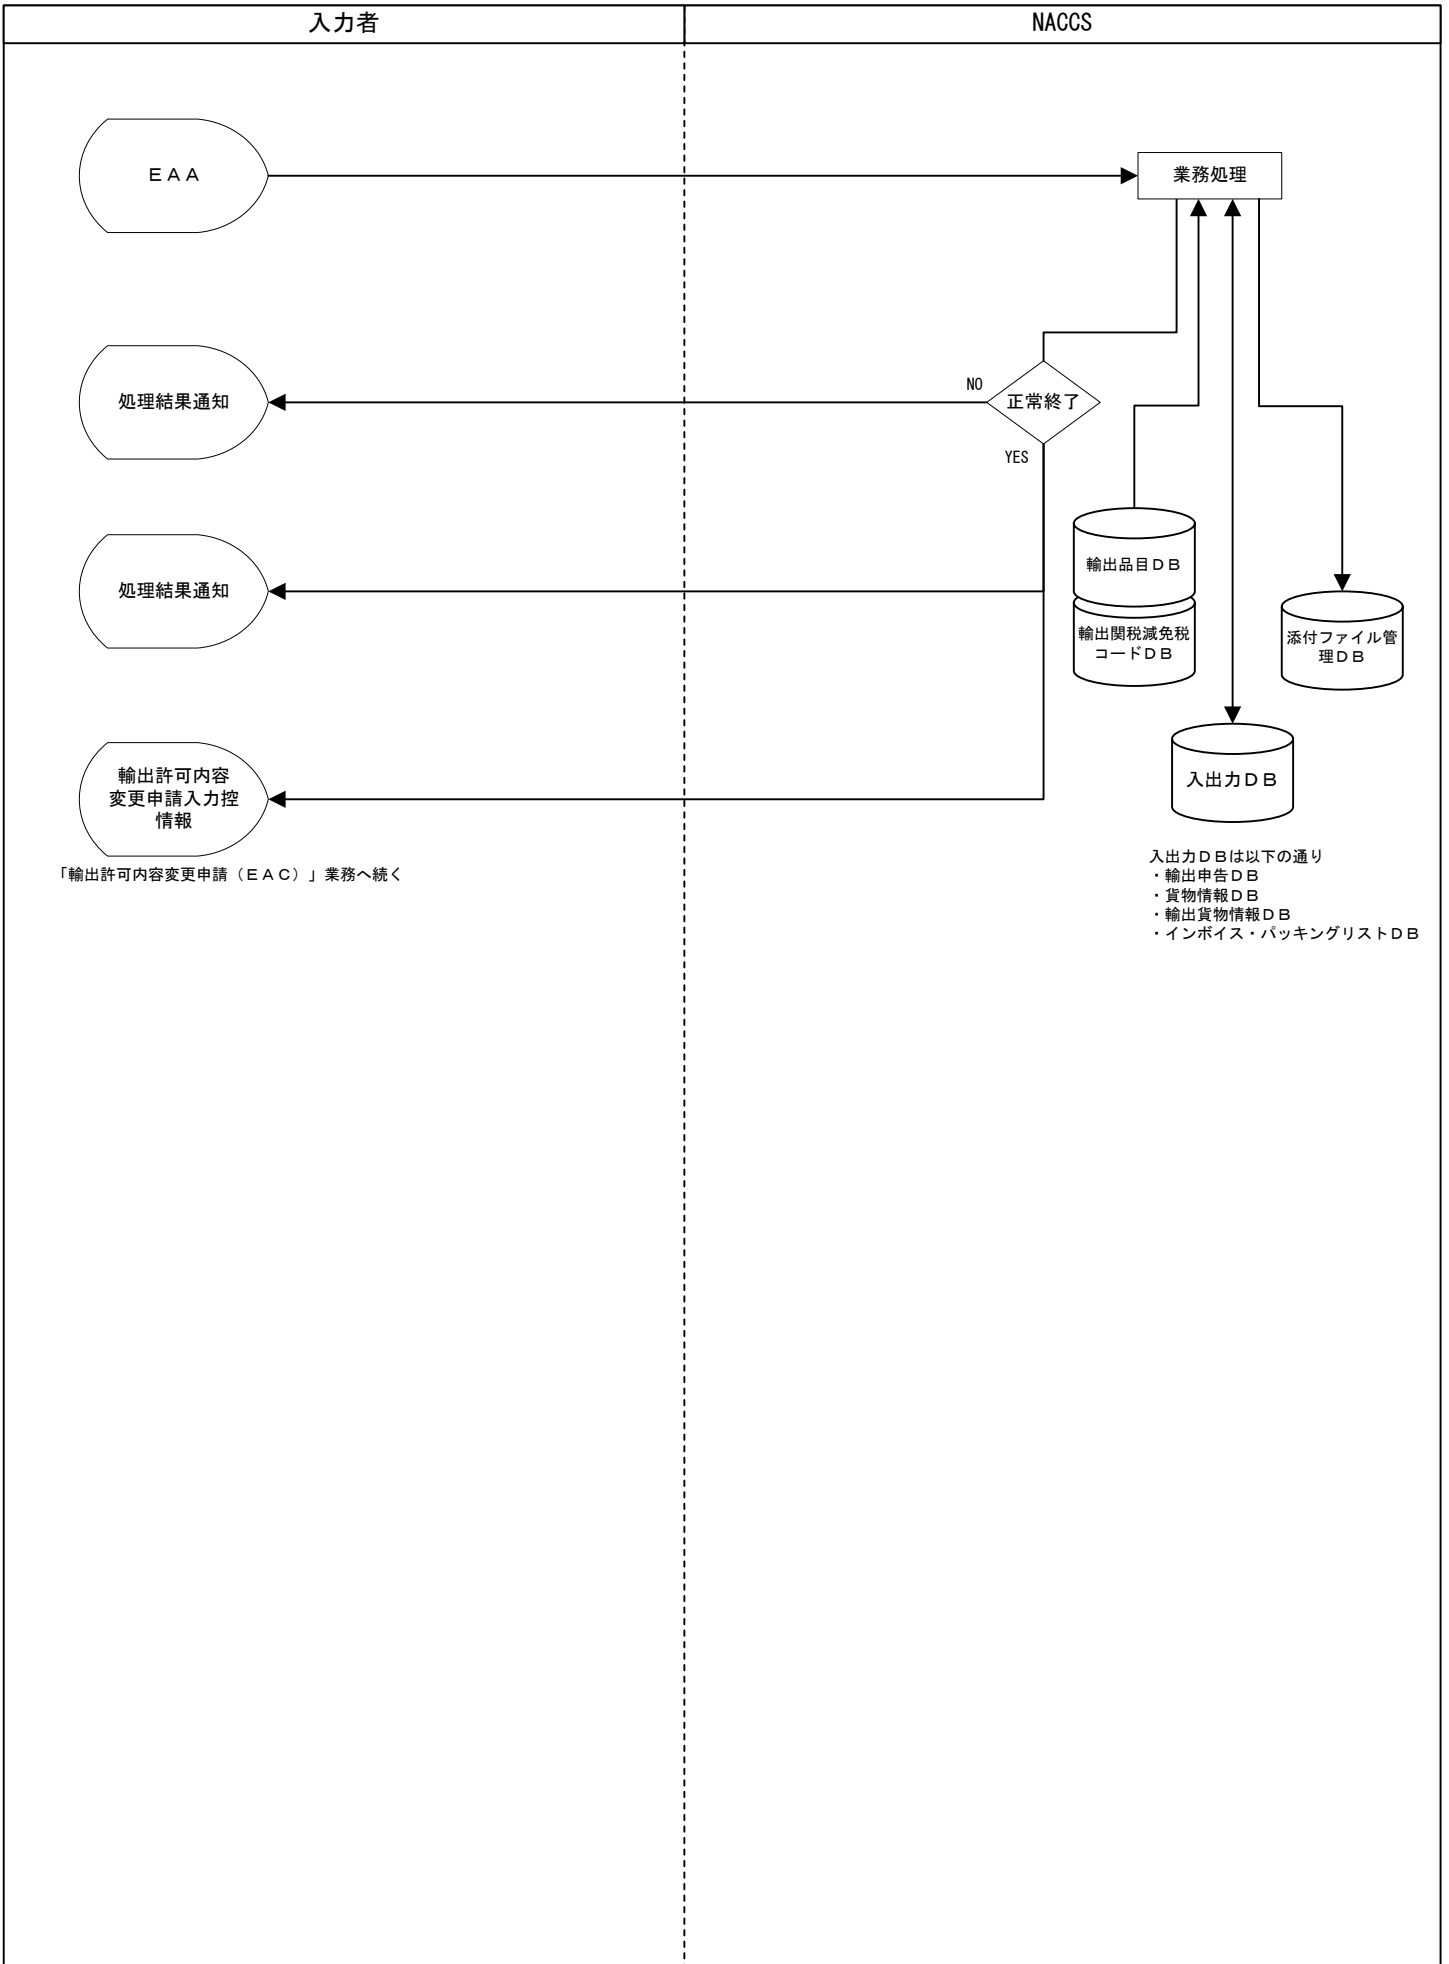 入力者
NACCS
ＥＡＡ
業務処理
処理結果通知
NO
正常終了
YES
処理結果通知
輸出品目ＤＢ
輸出関税減免税
コードＤＢ
添付ファイル管
理ＤＢ
輸出許可内容
変更申請入力控
情報
入出力ＤＢ
「輸出許可内容変更申請（ＥＡＣ）」業務へ続く
入出力ＤＢは以下の通り
・輸出申告ＤＢ
・貨物情報ＤＢ
・輸出貨物情報ＤＢ
・インボイス・パッキングリストＤＢ